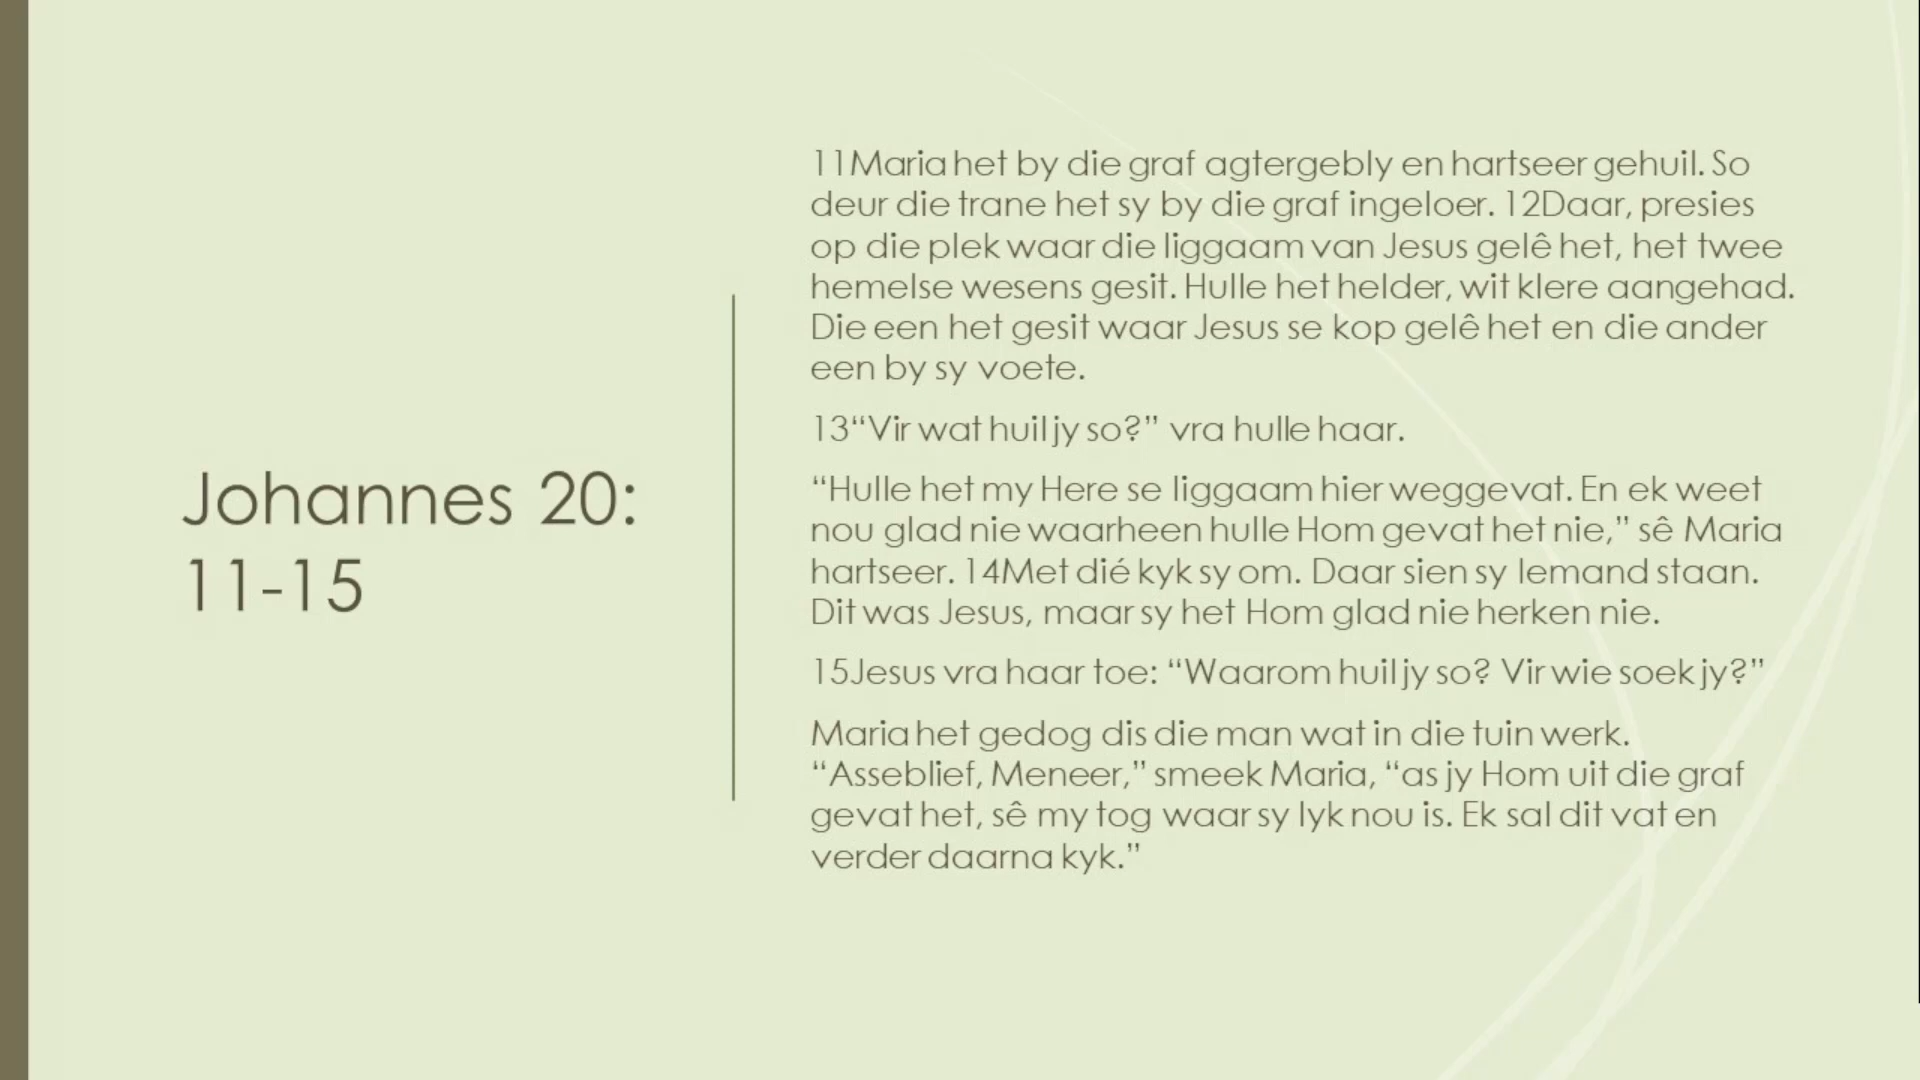 Johannes 20:
11-15
11Maria het by die graf agtergebly en hartseer gehuil. So
deur die trane het sy by die graf ingeloer. 12Daar, presies
op die plek waar die liggaam van Jesus gelê het, het twee
hemelse wesens gesit. Hulle het helder, wit klere aangehad.
Die een het gesit waar Jesus se kop gelê het en die ander
een by sy voete.
13“Vir wat huil jy so?” vra hulle haar.
“Hulle het my Here se liggaam hier weggevat. En ek weet
nou glad nie waarheen hulle Hom gevat het nie,” sê Maria
hartseer. 14Met dié kyk sy om. Daar sien sy Iemand staan.
Dit was Jesus, maar sy het Hom glad nie herken nie.
15Jesus vra haar toe: “Waarom huil jy so? Vir wie soek jy?”
Maria het gedog dis die man wat in die tuin werk.
“Asseblief, Meneer,” smeek Maria, “as jy Hom uit die graf
gevat het, sê my tog waar sy lyk nou is. Ek sal dit vat en
verder daarna kyk.”